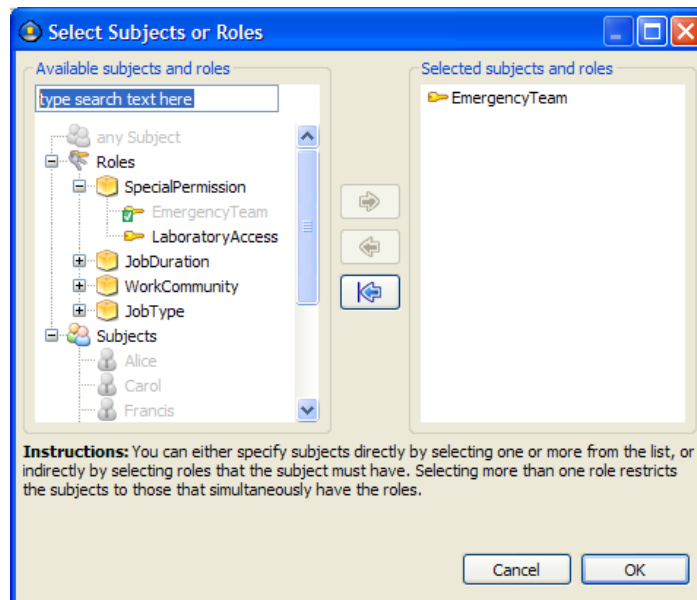 Select Subjects or Roles
Available subjects and roles
type search text here
any Subject
Roles
SpecialPermission
EmergencyTeam
LaboratoryAccess
JobDuration
WorkCommunity
JobType
Subjects
Alice
Carol
Francis
Selected subjects and roles
EmergencyTeam
Instructions: You can either specify subjects directly by selecting one or more from the list, or
indirectly by selecting roles that the subject must have. Selecting more than one role restricts
the subjects to those that simultaneously have the roles.
Cancel
OK